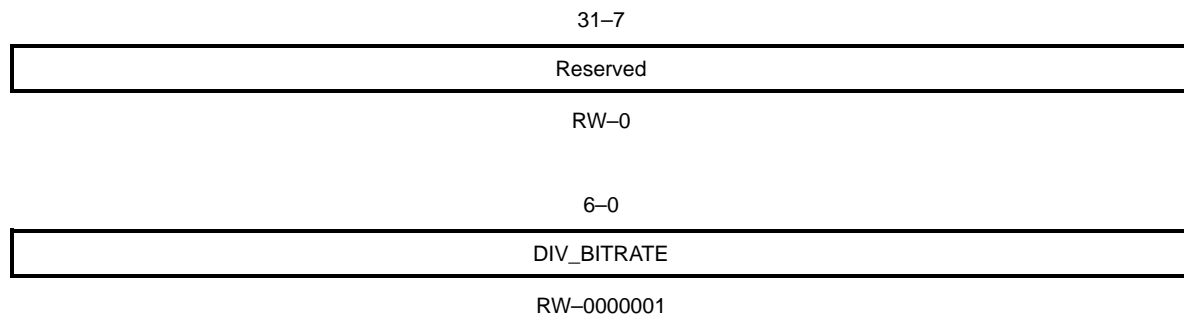 31–7
Reserved
RW–0
6–0
DIV_BITRATE
RW–0000001